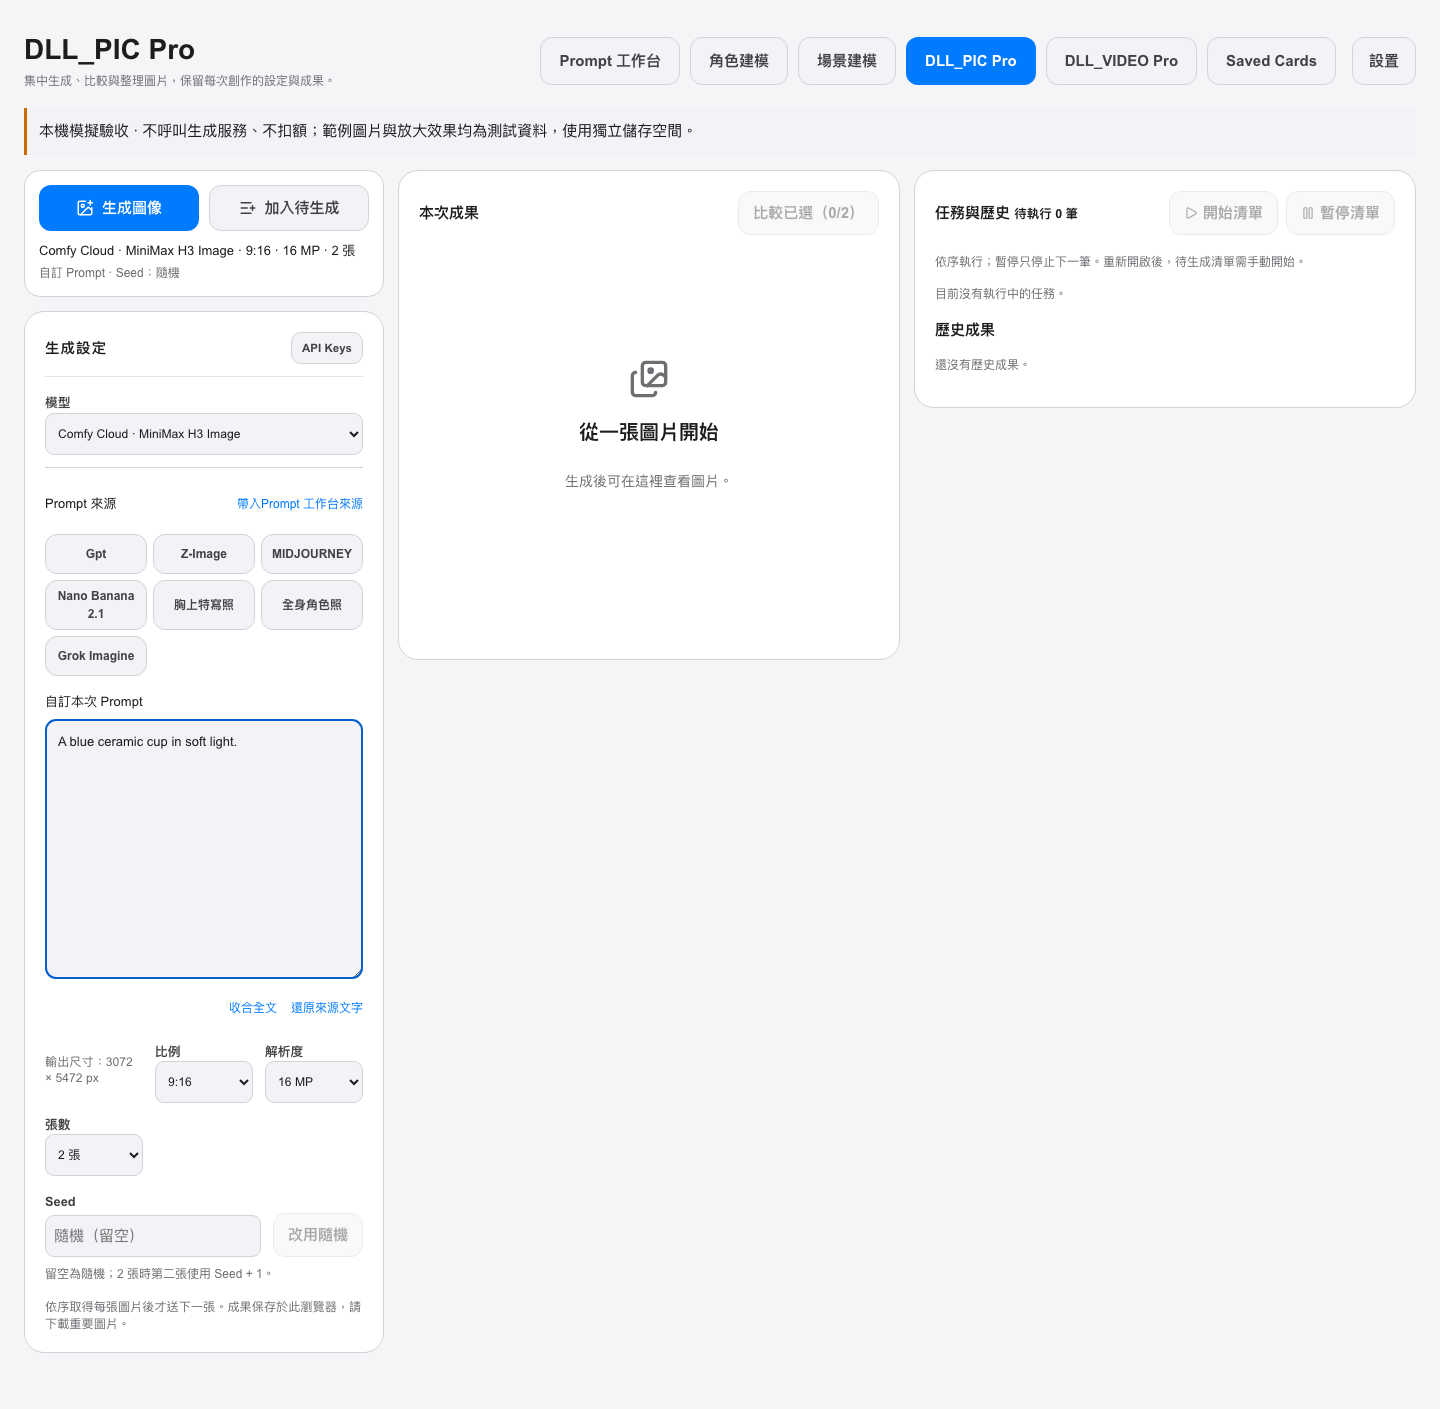 DLL_PIC Pro
集中生成、比較與整理圖片，保留每次創作的設定與成果。
Prompt 工作台
角色建模
場景建模
DLL_PIC Pro
DLL_VIDEO Pro
Saved Cards
設置
本機模擬驗收 · 不呼叫生成服務、不扣額；範例圖片與放大效果均為測試資料，使用獨立儲存空間。
生成圖像
加入待生成
Comfy Cloud · MiniMax H3 Image · 9:16 · 16 MP · 2 張
自訂 Prompt · Seed：隨機
生成設定
API Keys
模型
Comfy Cloud · MiniMax H3 Image
Prompt 來源
帶入Prompt 工作台來源
Gpt
Z-Image
MIDJOURNEY
Nano Banana
2.1
胸上特寫照
全身角色照
Grok Imagine
自訂本次 Prompt
A blue ceramic cup in soft light.
收合全文
還原來源文字
輸出尺寸：3072
× 5472 px
比例
9:16
解析度
16 MP
張數
2 張
Seed
隨機（留空）
改用隨機
留空為隨機；2 張時第二張使用 Seed + 1。
依序取得每張圖片後才送下一張。成果保存於此瀏覽器，請
下載重要圖片。
本次成果
比較已選（0/2）
從一張圖片開始
生成後可在這裡查看圖片。
任務與歷史 待執行 0 筆
開始清單
暫停清單
依序執行；暫停只停止下一筆。重新開啟後，待生成清單需手動開始。
目前沒有執行中的任務。
歷史成果
還沒有歷史成果。